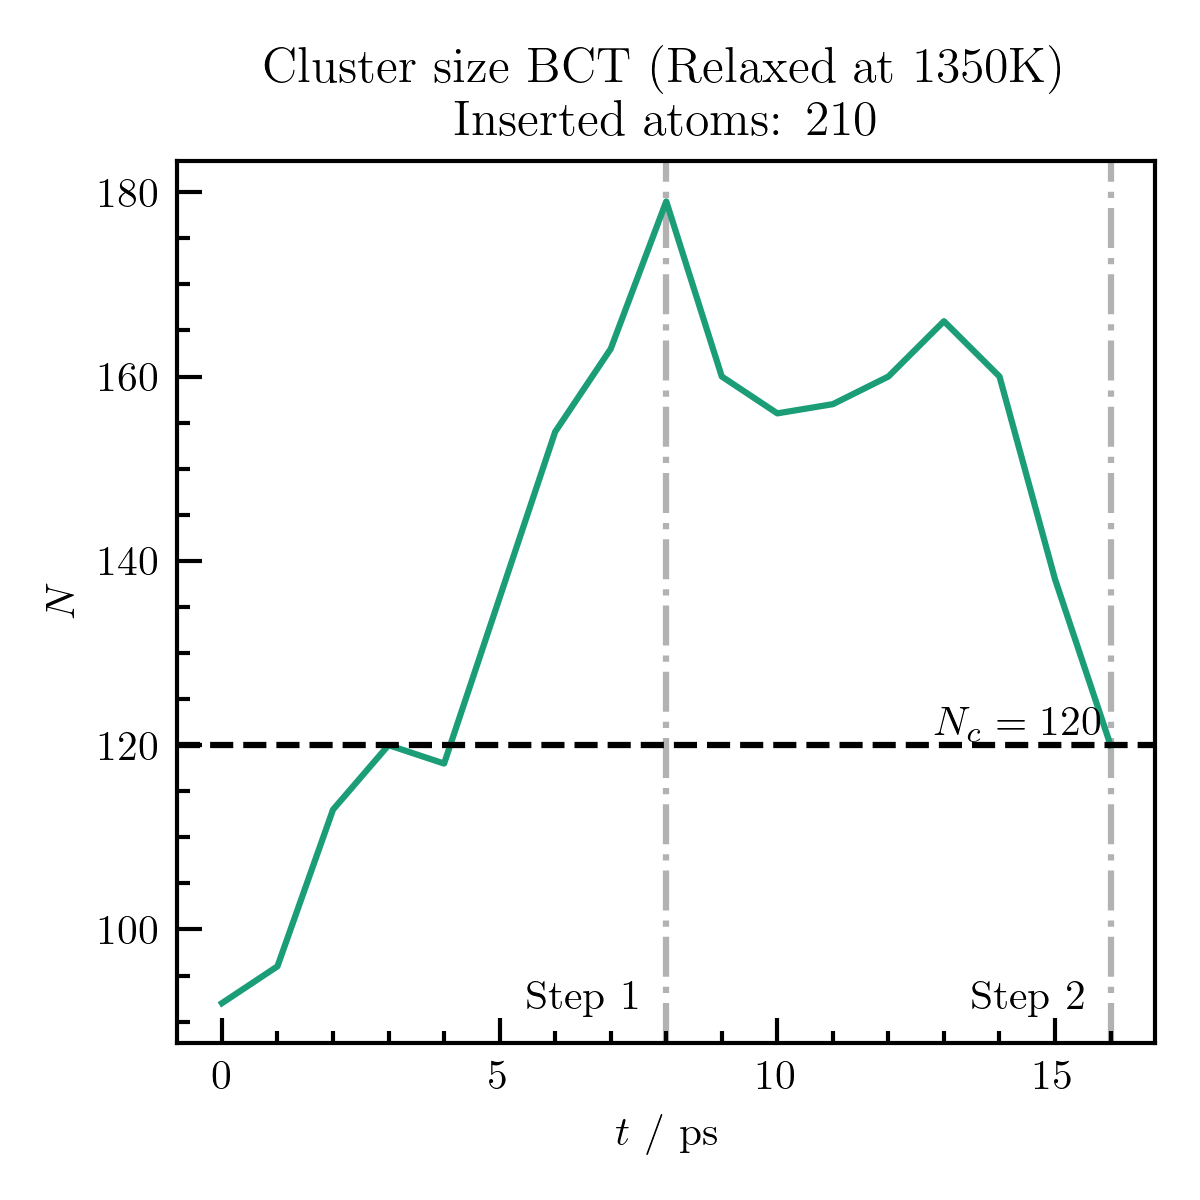 Cluster size BCT (Relaxed at 1350K)
Inserted atoms: 210
180
160
140
120
100
N
N_c = 120
Step 1
Step 2
0
5
10
15
t / ps